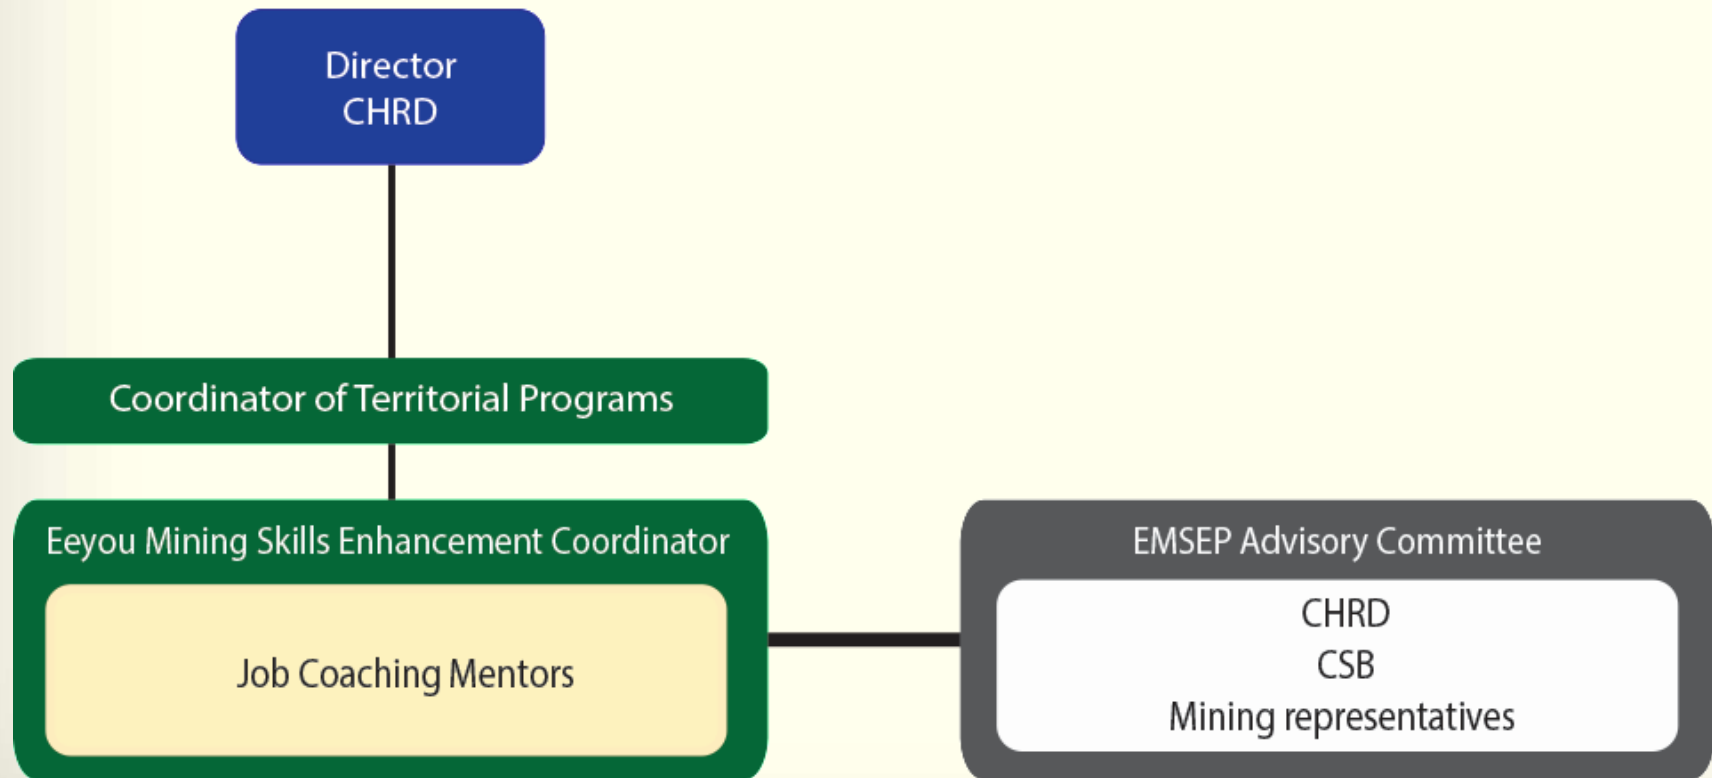 Director
CHRD
Coordinator of Territorial Programs
Eeyou Mining Skills Enhancement Coordinator
Job Coaching Mentors
EMSEP Advisory Committee
CHRD
CSB
Mining representatives